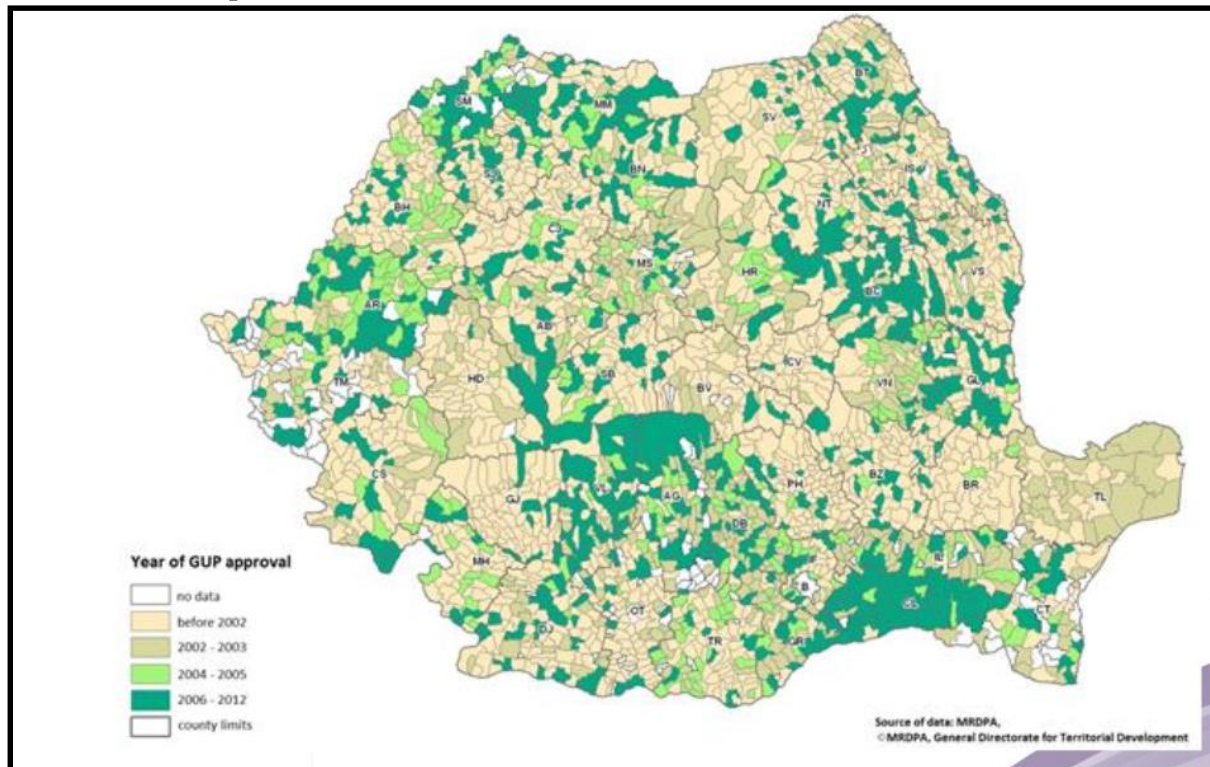 SM
MM
BT
SV
BN
IS
BH
NT
CJ
MS
HR
VS
BC
AR
AB
TM
HD
SB
CV
BV
VN
GL
CS
GJ
VL
AG
PH
BZ
BR
TL
DB
MH
IF
IL
B
CL
CT
OT
DJ
TR
GR
Year of GUP approval
no data
before 2002
2002 - 2003
2004 - 2005
2006 - 2012
county limits
Source of data: MRDPA,
©MRDPA, General Directorate for Territorial Development